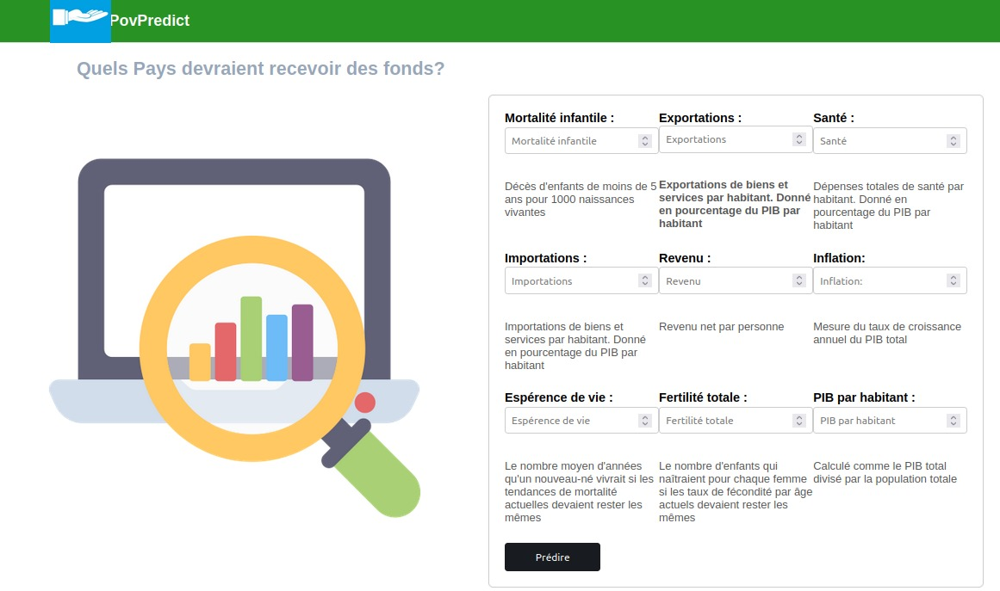 PovPredict
Quels Pays devraient recevoir des fonds?
Mortalité infantile :
Mortalité infantile
Décès d'enfants de moins de 5
ans pour 1000 naissances
vivantes
Exportations :
Exportations
Exportations de biens et
services par habitant. Donné
en pourcentage du PIB par
habitant
Santé :
Santé
Dépenses totales de santé par
habitant. Donné en
pourcentage du PIB par
habitant
Importations :
Importations
Importations de biens et
services par habitant. Donné
en pourcentage du PIB par
habitant
Revenu :
Revenu
Revenu net par personne
Inflation:
Inflation:
Mesure du taux de croissance
annuel du PIB total
Espérence de vie :
Espérence de vie
Le nombre moyen d'années
qu'un nouveau-né vivrait si les
tendances de mortalité
actuelles devaient rester les
mêmes
Fertilité totale :
Fertilité totale
Le nombre d'enfants qui
naîtraient pour chaque femme
si les taux de fécondité par âge
actuels devaient rester les
mêmes
PIB par habitant :
PIB par habitant
Calculé comme le PIB total
divisé par la population totale
Prédire